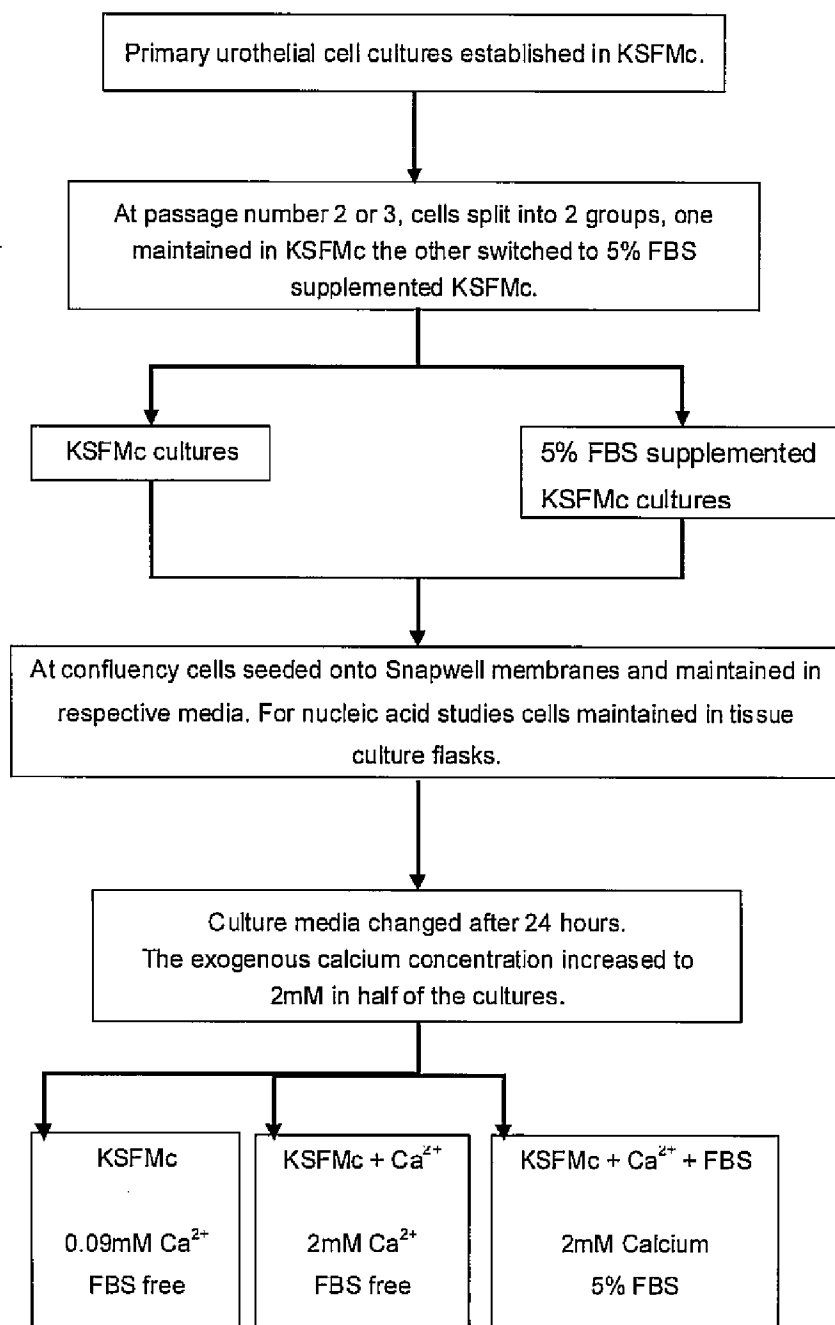 Primary urothelial cell cultures established in KSFMc.
At passage number 2 or 3, cells split into 2 groups, one
maintained in KSFMc the other switched to 5% FBS
supplemented KSFMc.
KSFMc cultures
5% FBS supplemented
KSFMc cultures
At confluency cells seeded onto Snapwell membranes and maintained in
respective media. For nucleic acid studies cells maintained in tissue
culture flasks.
Culture media changed after 24 hours.
The exogenous calcium concentration increased to
2mM in half of the cultures.
KSFMc
0.09mM Ca²⁺
FBS free
KSFMc + Ca²⁺
2mM Ca²⁺
FBS free
KSFMc + Ca²⁺ + FBS
2mM Calcium
5% FBS